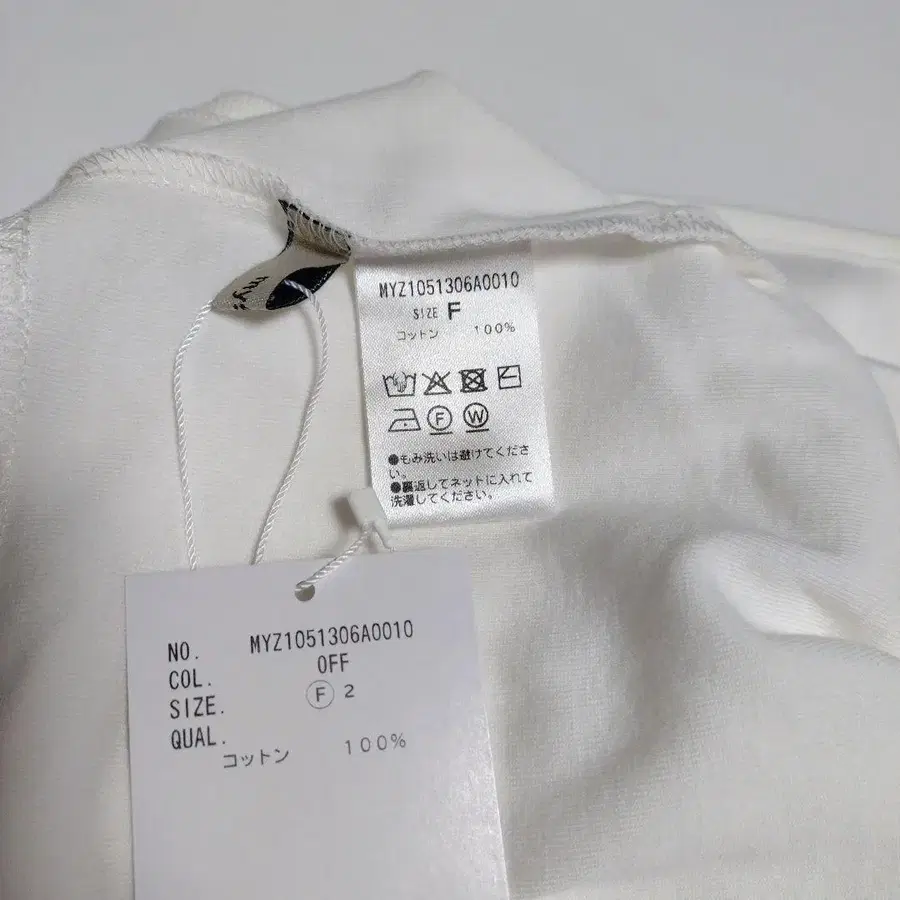 MYZ1051306A0010
SIZE F
コットン 100%
F W
●もみ洗いは避けてくださ
い。
●裏返してネットに入れて
洗濯してください。
NO. MYZ1051306A0010
COL. OFF
SIZE. F 2
QUAL.
コットン 100%